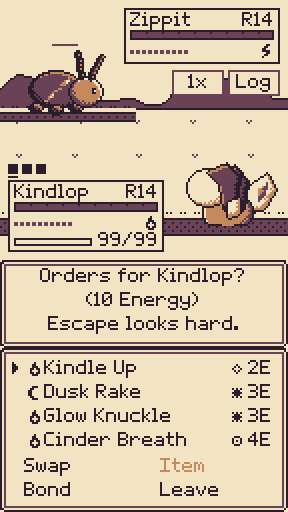 Zippit R14
1x Log
Kindlop R14
99/99
Orders for Kindlop?
(10 Energy)
Escape looks hard.
Kindle Up 2E
Dusk Rake 3E
Glow Knuckle 3E
Cinder Breath 4E
Swap Item
Bond Leave